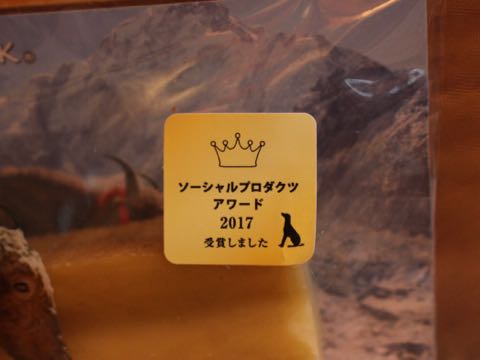 K。
ソーシャルプロダクツ
アワード
2017
受賞しました